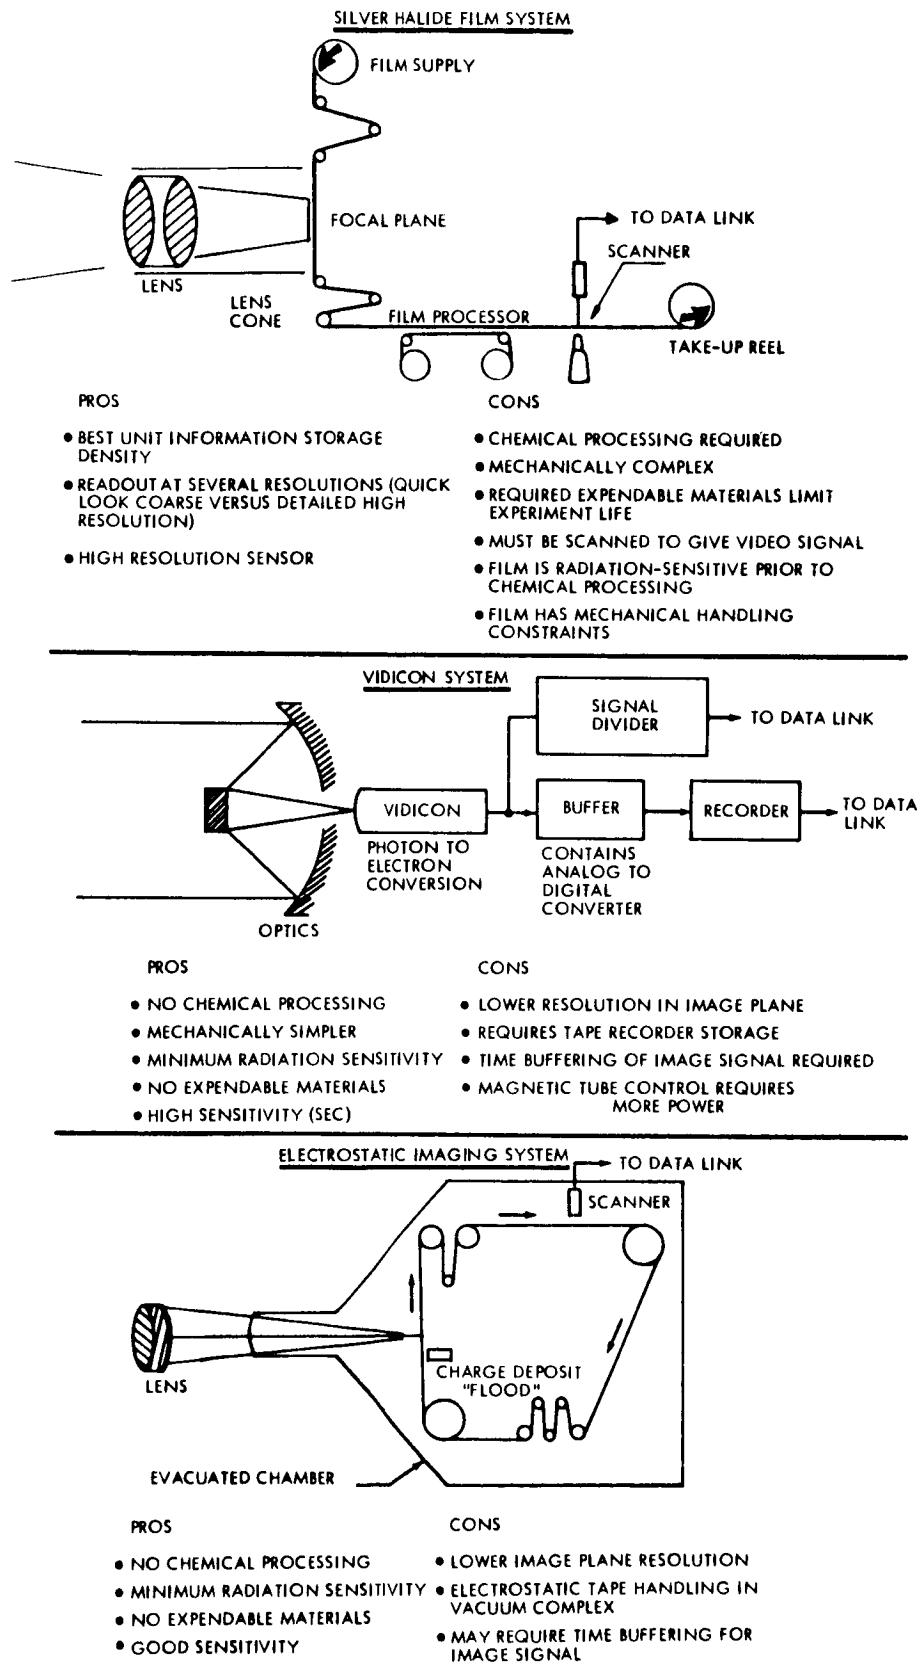 SILVER HALIDE FILM SYSTEM
FILM SUPPLY
FOCAL PLANE
TO DATA LINK
SCANNER
LENS
LENS
CONE
FILM PROCESSOR
TAKE-UP REEL
PROS
• BEST UNIT INFORMATION STORAGE
DENSITY
• READOUT AT SEVERAL RESOLUTIONS (QUICK
LOOK COARSE VERSUS DETAILED HIGH
RESOLUTION)
• HIGH RESOLUTION SENSOR
CONS
• CHEMICAL PROCESSING REQUIRED
• MECHANICALLY COMPLEX
• REQUIRED EXPENDABLE MATERIALS LIMIT
EXPERIMENT LIFE
• MUST BE SCANNED TO GIVE VIDEO SIGNAL
• FILM IS RADIATION-SENSITIVE PRIOR TO
CHEMICAL PROCESSING
• FILM HAS MECHANICAL HANDLING
CONSTRAINTS
VIDICON SYSTEM
SIGNAL
DIVIDER
TO DATA LINK
VIDICON
BUFFER
RECORDER
TO DATA
LINK
PHOTON TO
ELECTRON
CONVERSION
CONTAINS
ANALOG TO
DIGITAL
CONVERTER
OPTICS
PROS
• NO CHEMICAL PROCESSING
• MECHANICALLY SIMPLER
• MINIMUM RADIATION SENSITIVITY
• NO EXPENDABLE MATERIALS
• HIGH SENSITIVITY (SEC)
CONS
• LOWER RESOLUTION IN IMAGE PLANE
• REQUIRES TAPE RECORDER STORAGE
• TIME BUFFERING OF IMAGE SIGNAL REQUIRED
• MAGNETIC TUBE CONTROL REQUIRES
MORE POWER
ELECTROSTATIC IMAGING SYSTEM
TO DATA LINK
SCANNER
LENS
CHARGE DEPOSIT
"FLOOD"
EVACUATED CHAMBER
PROS
• NO CHEMICAL PROCESSING
• MINIMUM RADIATION SENSITIVITY
• NO EXPENDABLE MATERIALS
• GOOD SENSITIVITY
CONS
• LOWER IMAGE PLANE RESOLUTION
• ELECTROSTATIC TAPE HANDLING IN
VACUUM COMPLEX
• MAY REQUIRE TIME BUFFERING FOR
IMAGE SIGNAL